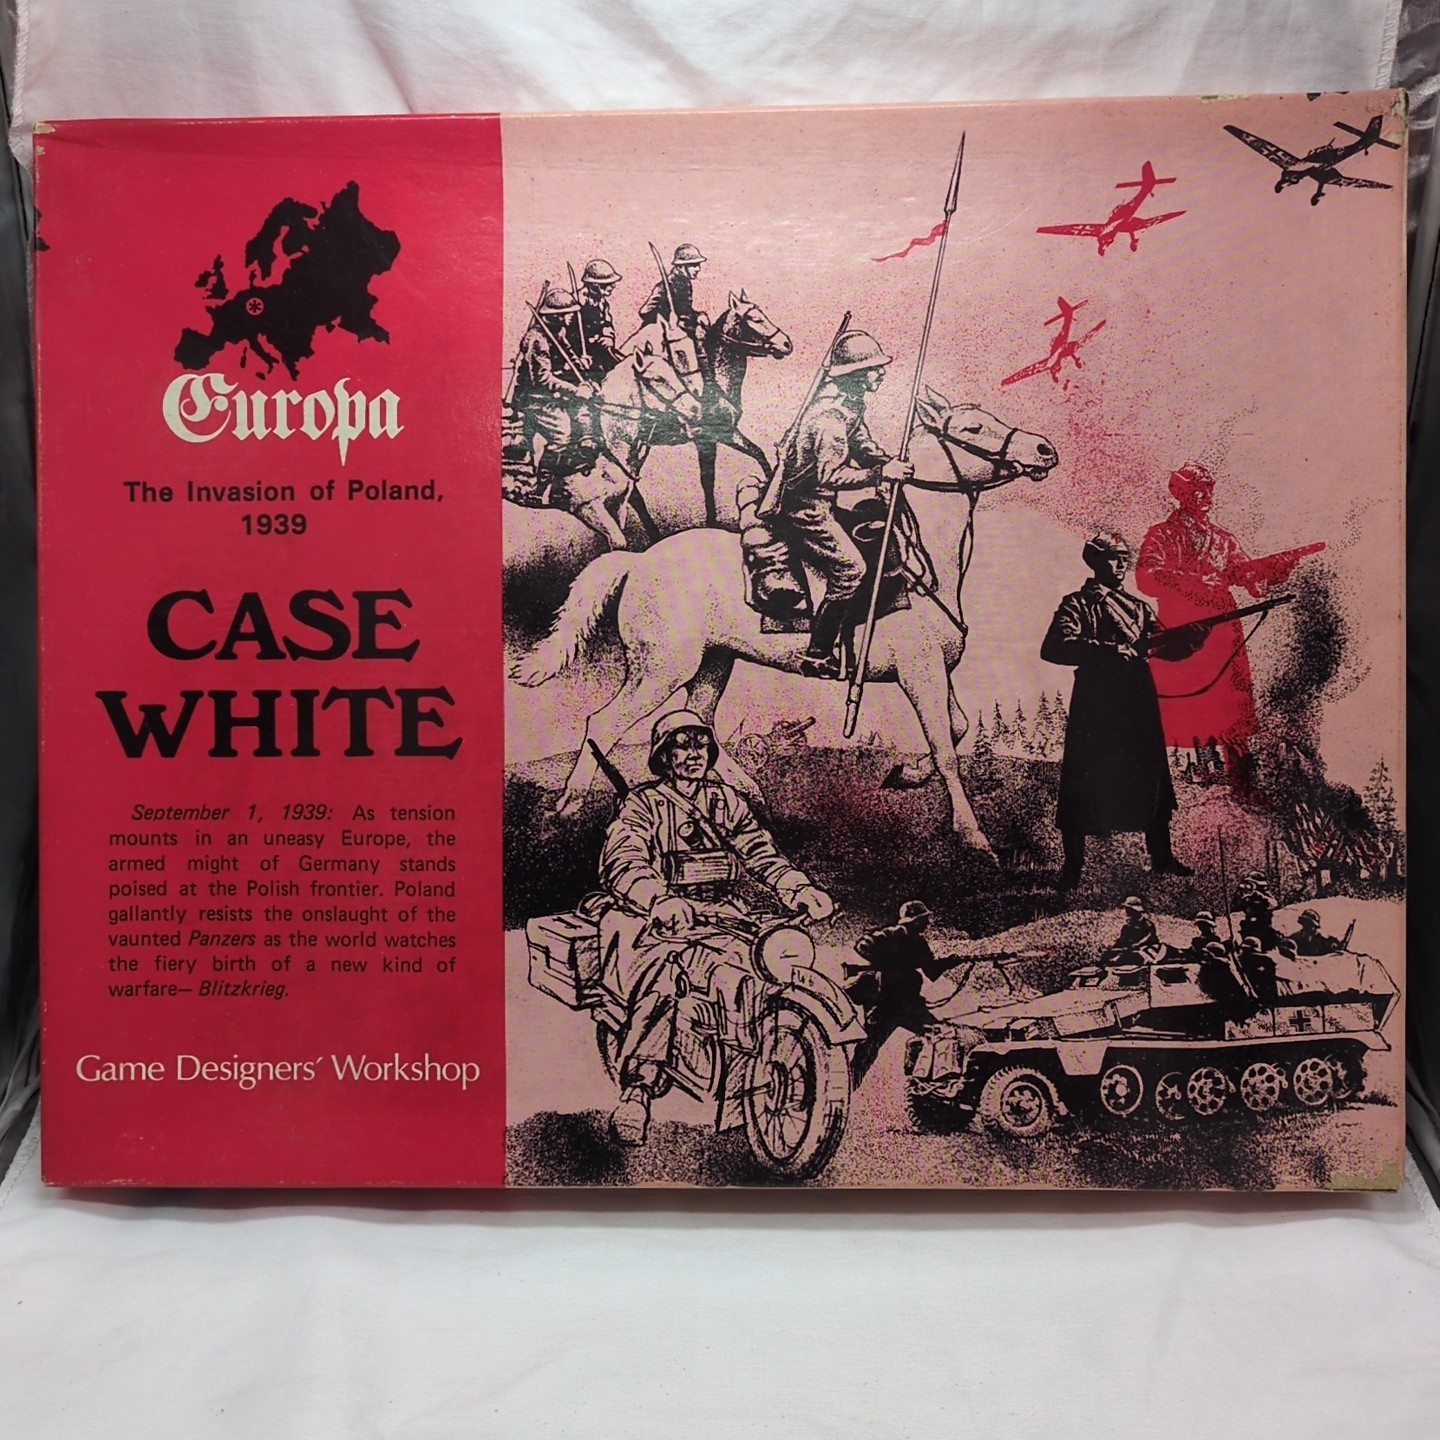 Europa
The Invasion of Poland,
1939
CASE
WHITE
September 1, 1939: As tension
mounts in an uneasy Europe, the
armed might of Germany stands
poised at the Polish frontier. Poland
gallantly resists the onslaught of the
vaunted Panzers as the world watches
the fiery birth of a new kind of
warfare— Blitzkrieg.
Game Designers' Workshop